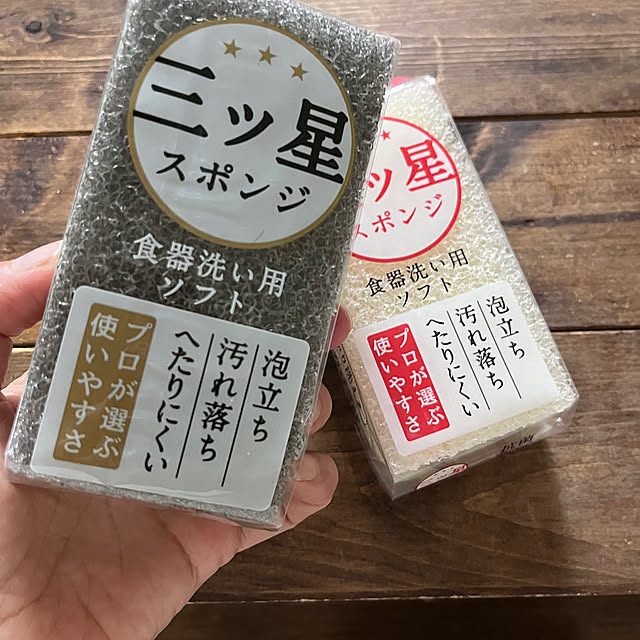 三ツ星
スポンジ
食器洗い用
ソフト
泡立ち
汚れ落ち
へたりにくい
プロが選ぶ
使いやすさ
ツ星
スポンジ
食器洗い用
ソフト
泡立ち
汚れ落ち
へたりにくい
プロが選ぶ
使いやすさ